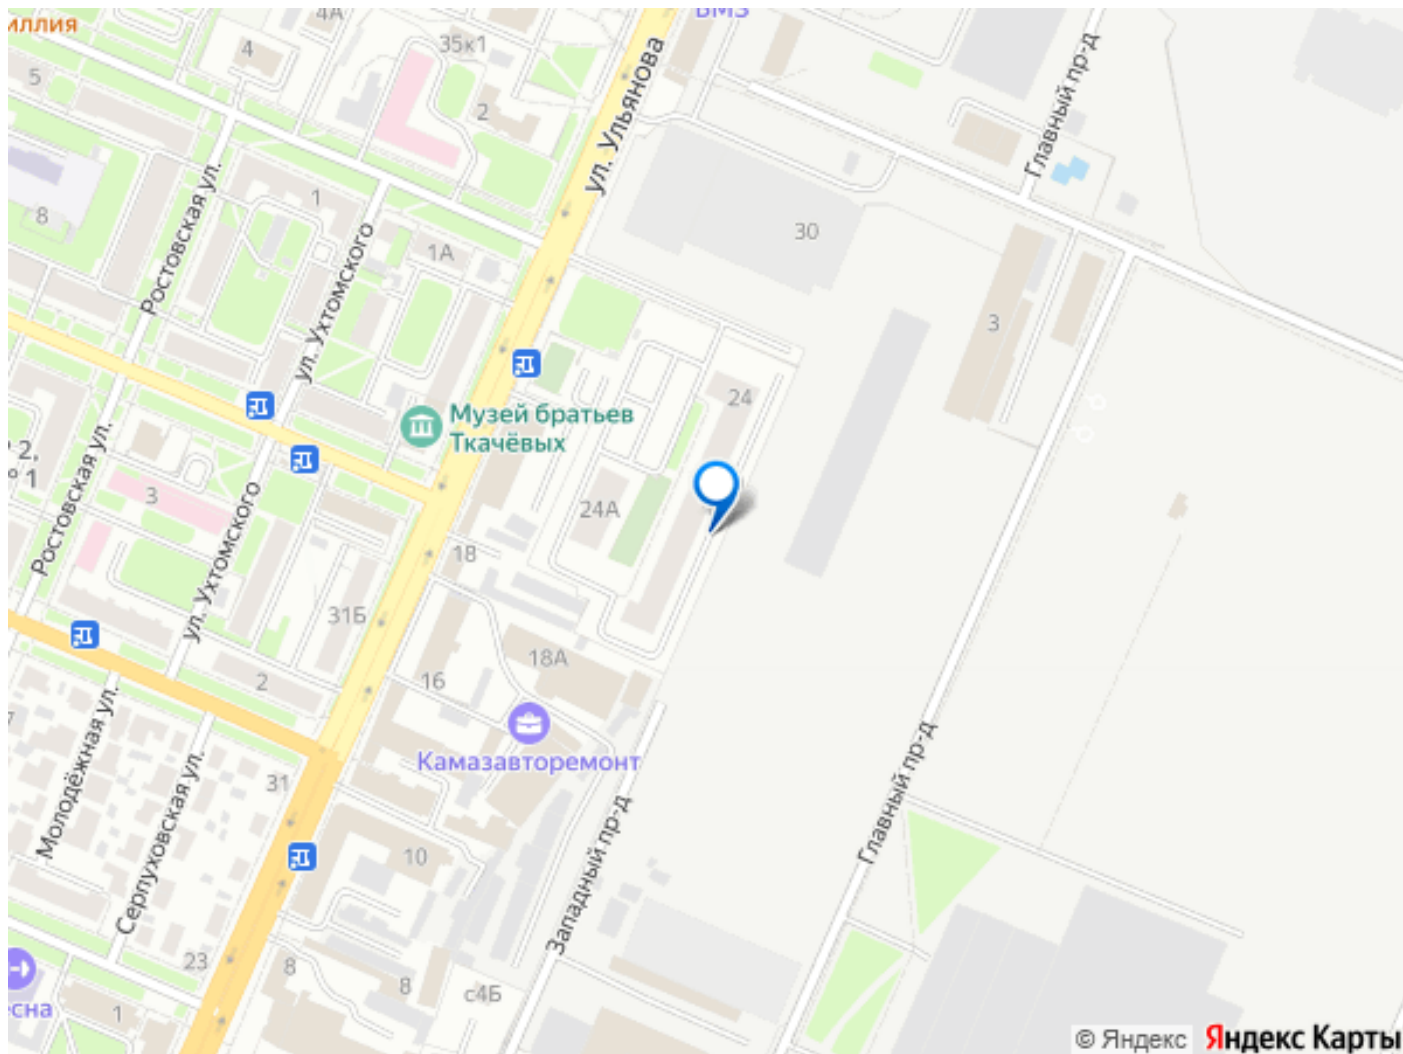 иллия
4А
БМЗ
35к1
4
5
2
ул. Ульянова
Главный пр-д
Ростовская ул.
1
8
ул. Ухтомского
1А
30
3
24
Музей братьев
Ткачёвых
2,
1
3
Ростовская ул.
ул. Ухтомского
24А
18
31Б
18А
2
16
Молодёжная ул.
Серпуховская ул.
Камазавторемонт
31
Главный пр-д
Западный пр-д
10
23
8
8
с4Б
сна
1
© Яндекс Яндекс Карты